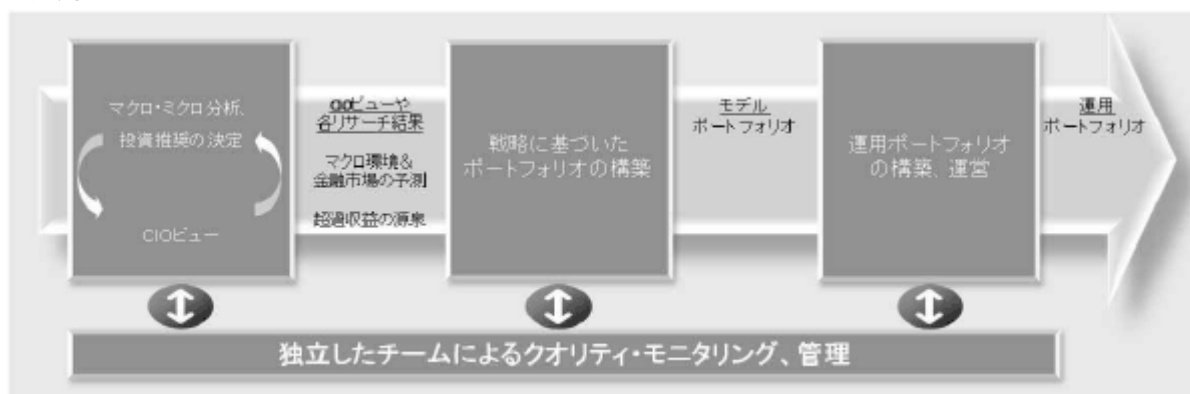 マクロ・ミクロ分析、
投資推奨の決定
CIOビュー
CIOビューや
各リサーチ結果
マクロ環境&
金融市場の予測
超過収益の源泉
戦略に基づいた
ポートフォリオの構築
モデル
ポートフォリオ
運用ポートフォリオ
の構築、運営
運用
ポートフォリオ
独立したチームによるクオリティ・モニタリング、管理